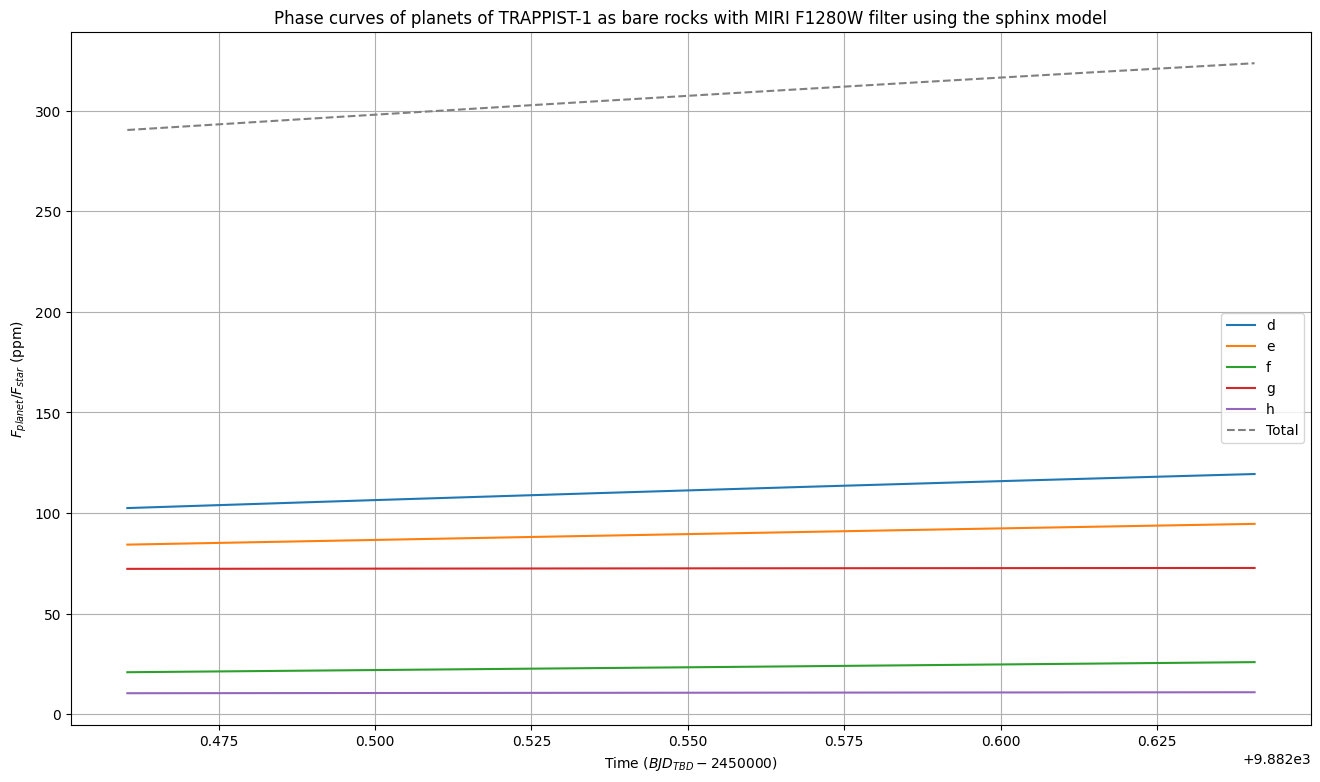 Phase curves of planets of TRAPPIST-1 as bare rocks with MIRI F1280W filter using the sphinx model
300
250
200
150
100
50
0
F_planet/F_star (ppm)
d
e
f
g
h
Total
0.475 0.500 0.525 0.550 0.575 0.600 0.625
+9.882e3
Time (BJD_TBD − 2450000)